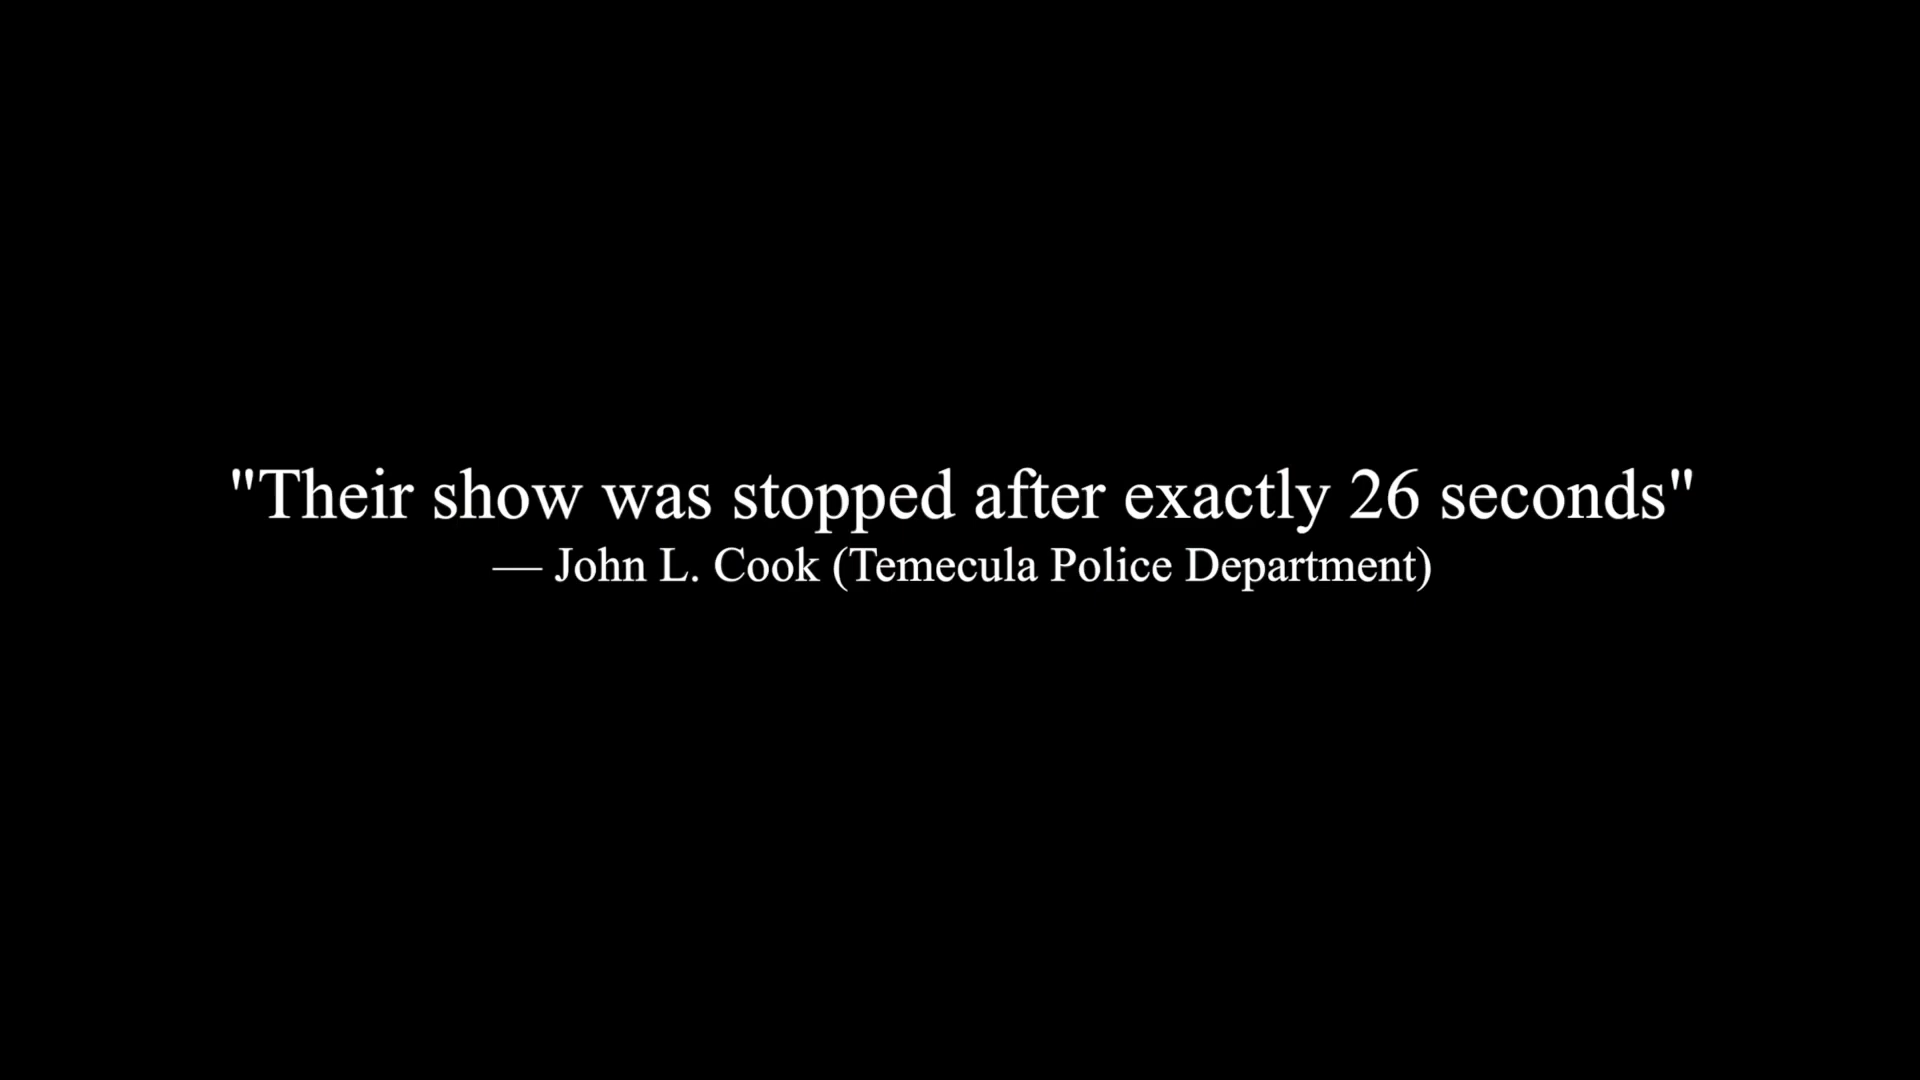 "Their show was stopped after exactly 26 seconds"
— John L. Cook (Temecula Police Department)